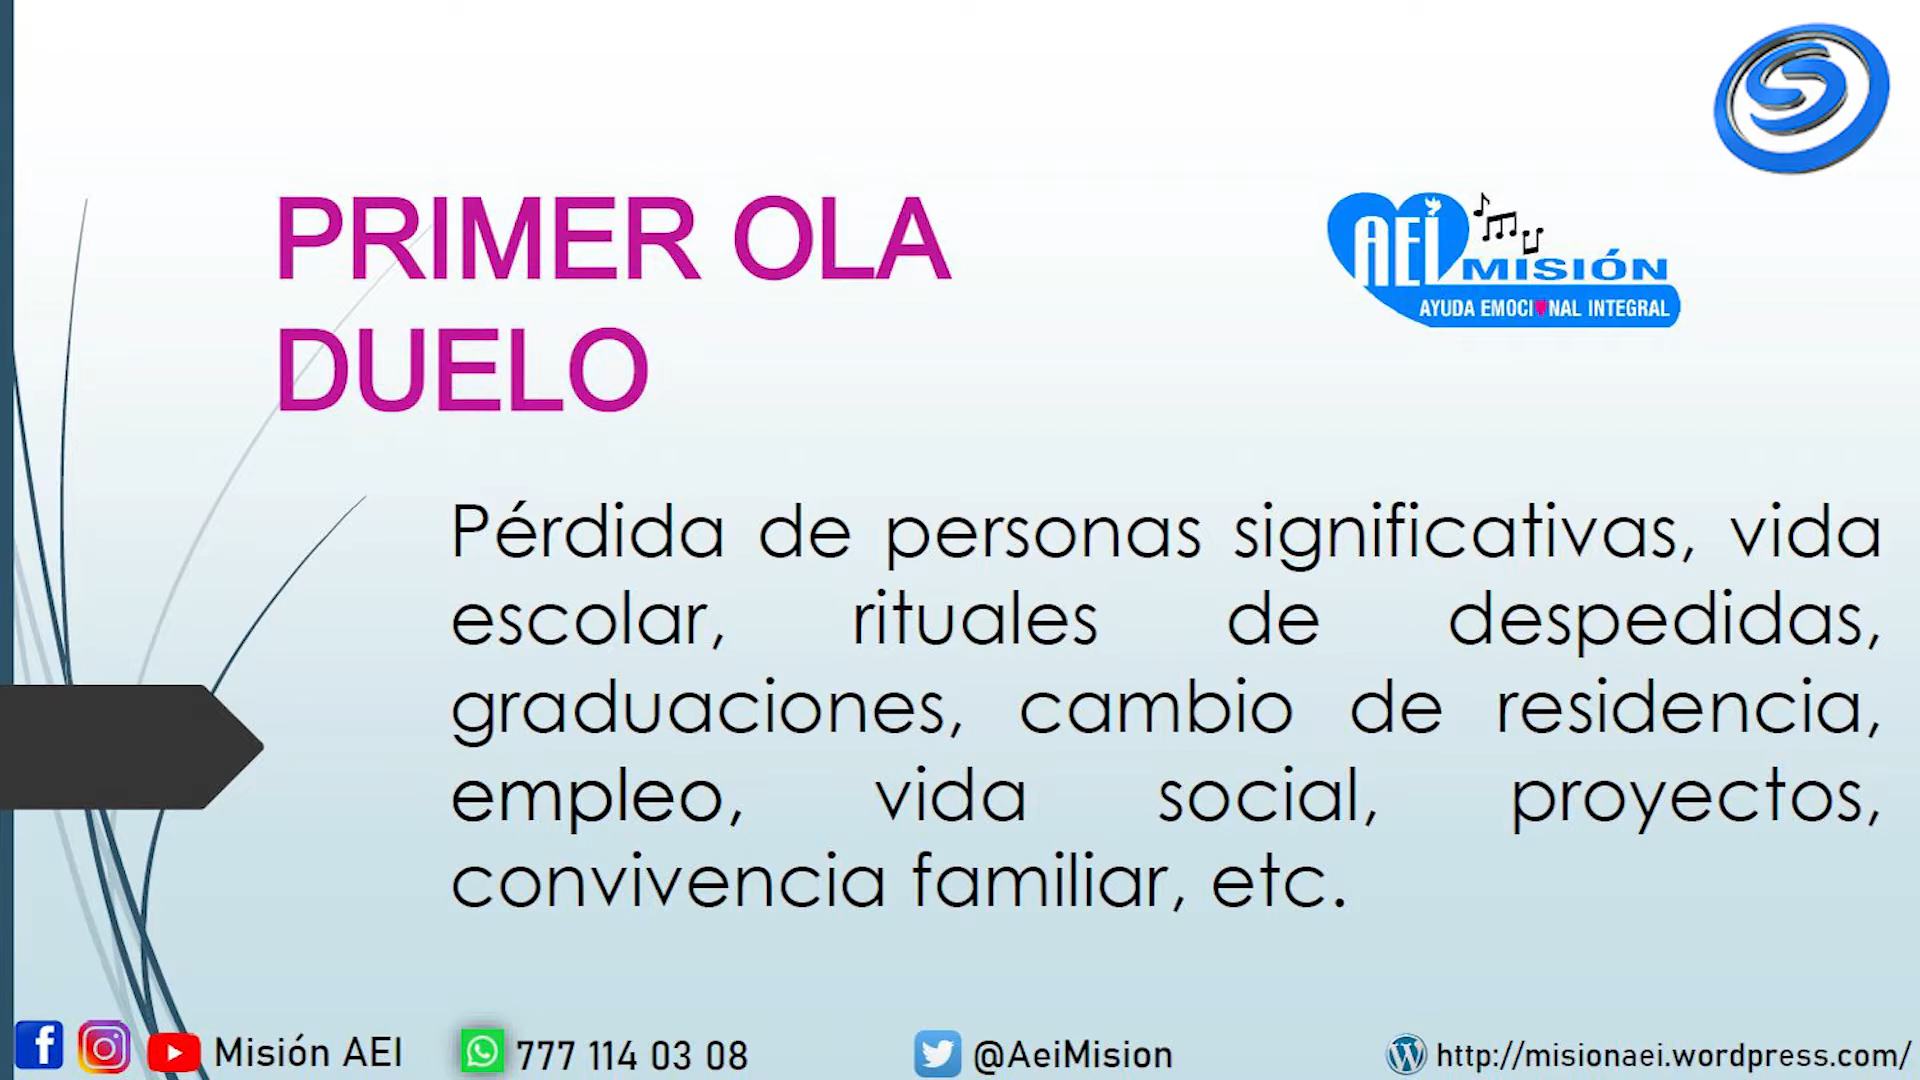 PRIMER OLA
DUELO
AEI MISIÓN
AYUDA EMOCIONAL INTEGRAL
Pérdida de personas significativas, vida
escolar, rituales de despedidas,
graduaciones, cambio de residencia,
empleo, vida social, proyectos,
convivencia familiar, etc.
Misión AEI 777 114 03 08 @AeiMision http://misionaei.wordpress.com/